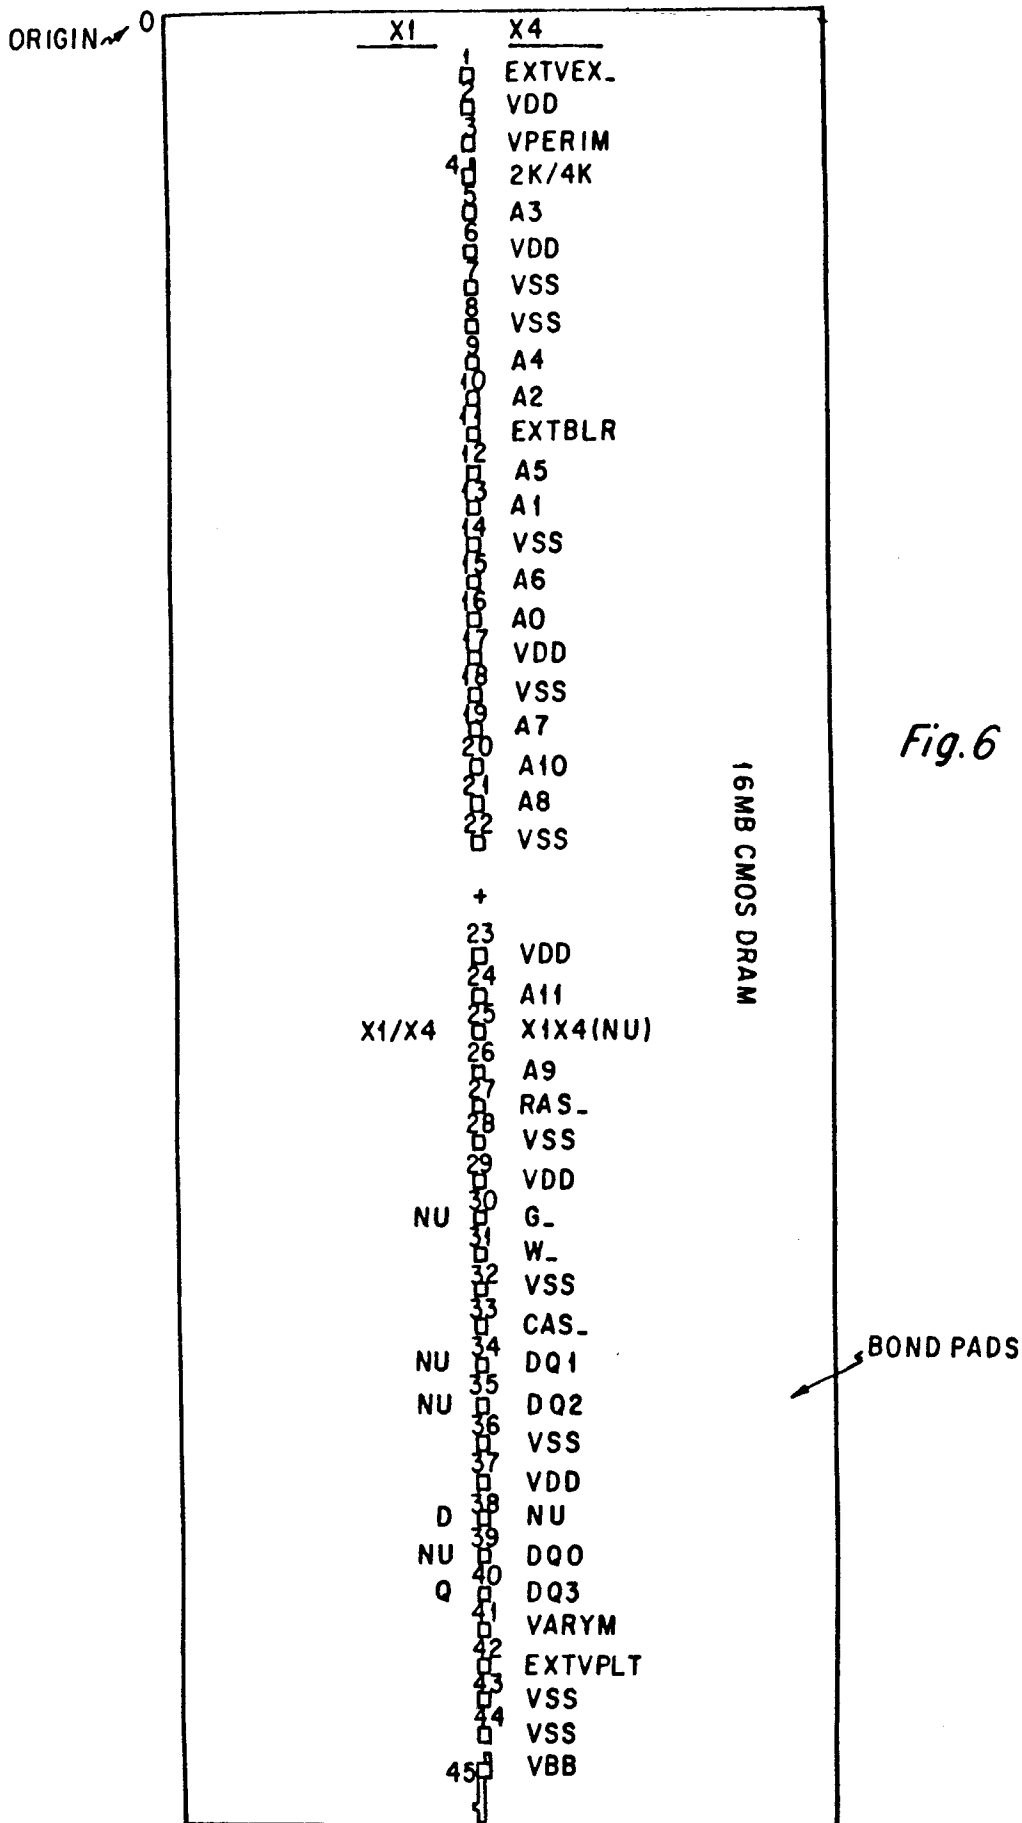 ORIGIN 0
X1 X4
1 EXTVEX_
2 VDD
3 VPERIM
4 2K/4K
5 A3
6 VDD
7 VSS
8 VSS
9 A4
10 A2
11 EXTBLR
12 A5
13 A1
14 VSS
15 A6
16 A0
17 VDD
18 VSS
19 A7
20 A10
21 A8
22 VSS
+
23 VDD
24 A11
X1/X4 25 X1X4(NU)
26 A9
27 RAS_
28 VSS
29 VDD
NU 30 G_
31 W_
32 VSS
33 CAS_
NU 34 DQ1
NU 35 DQ2
36 VSS
37 VDD
D 38 NU
NU 39 DQ0
Q 40 DQ3
41 VARYM
42 EXTVPLT
43 VSS
44 VSS
45 VBB
16MB CMOS DRAM
BOND PADS
Fig.6